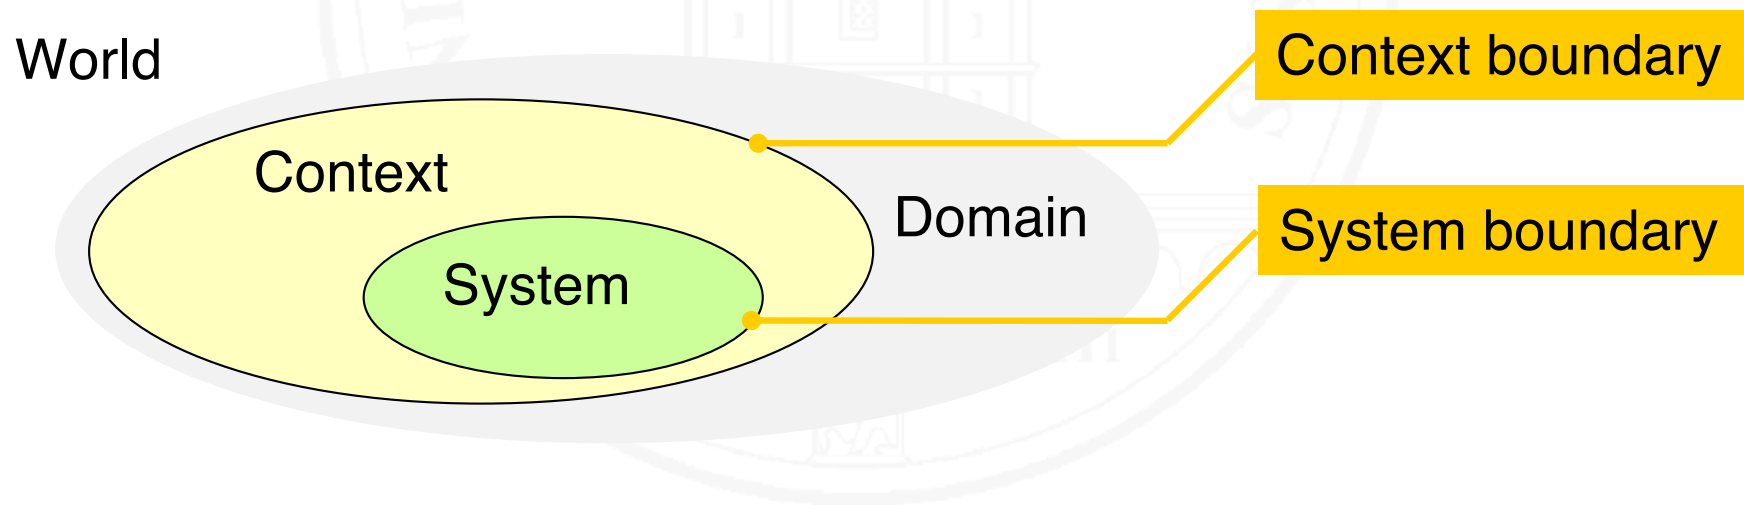 World
Context boundary
Context
Domain
System boundary
System